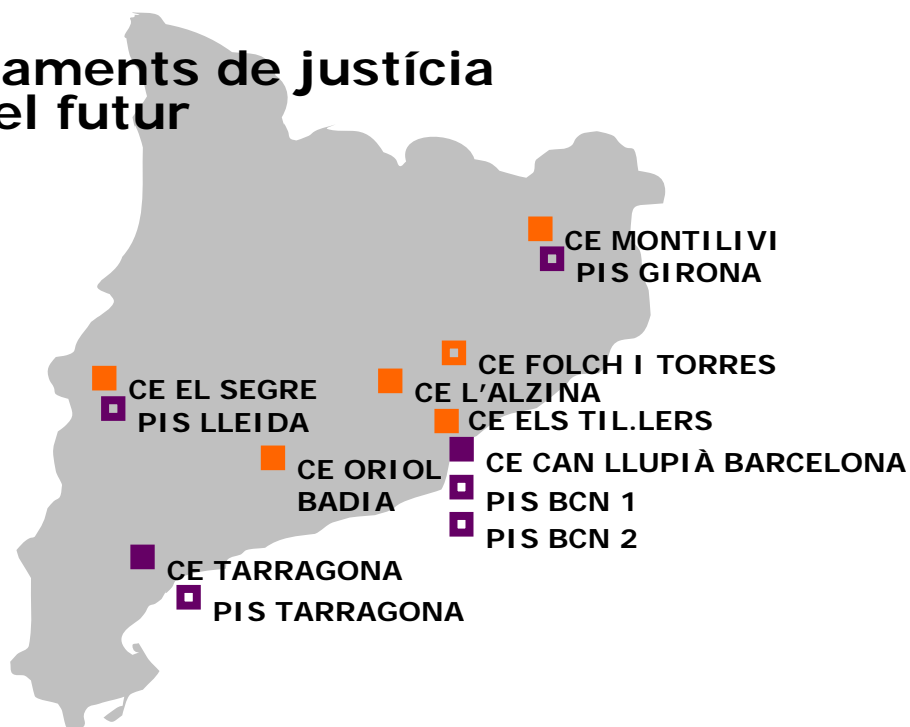 aments de justícia
el futur
CE MONTILIVI
PIS GIRONA
CE FOLCH I TORRES
CE L'ALZINA
CE EL SEGRE
PIS LLEIDA
CE ELS TIL.LERS
CE CAN LLUPIÀ BARCELONA
CE ORIOL
BADIA
PIS BCN 1
PIS BCN 2
CE TARRAGONA
PIS TARRAGONA